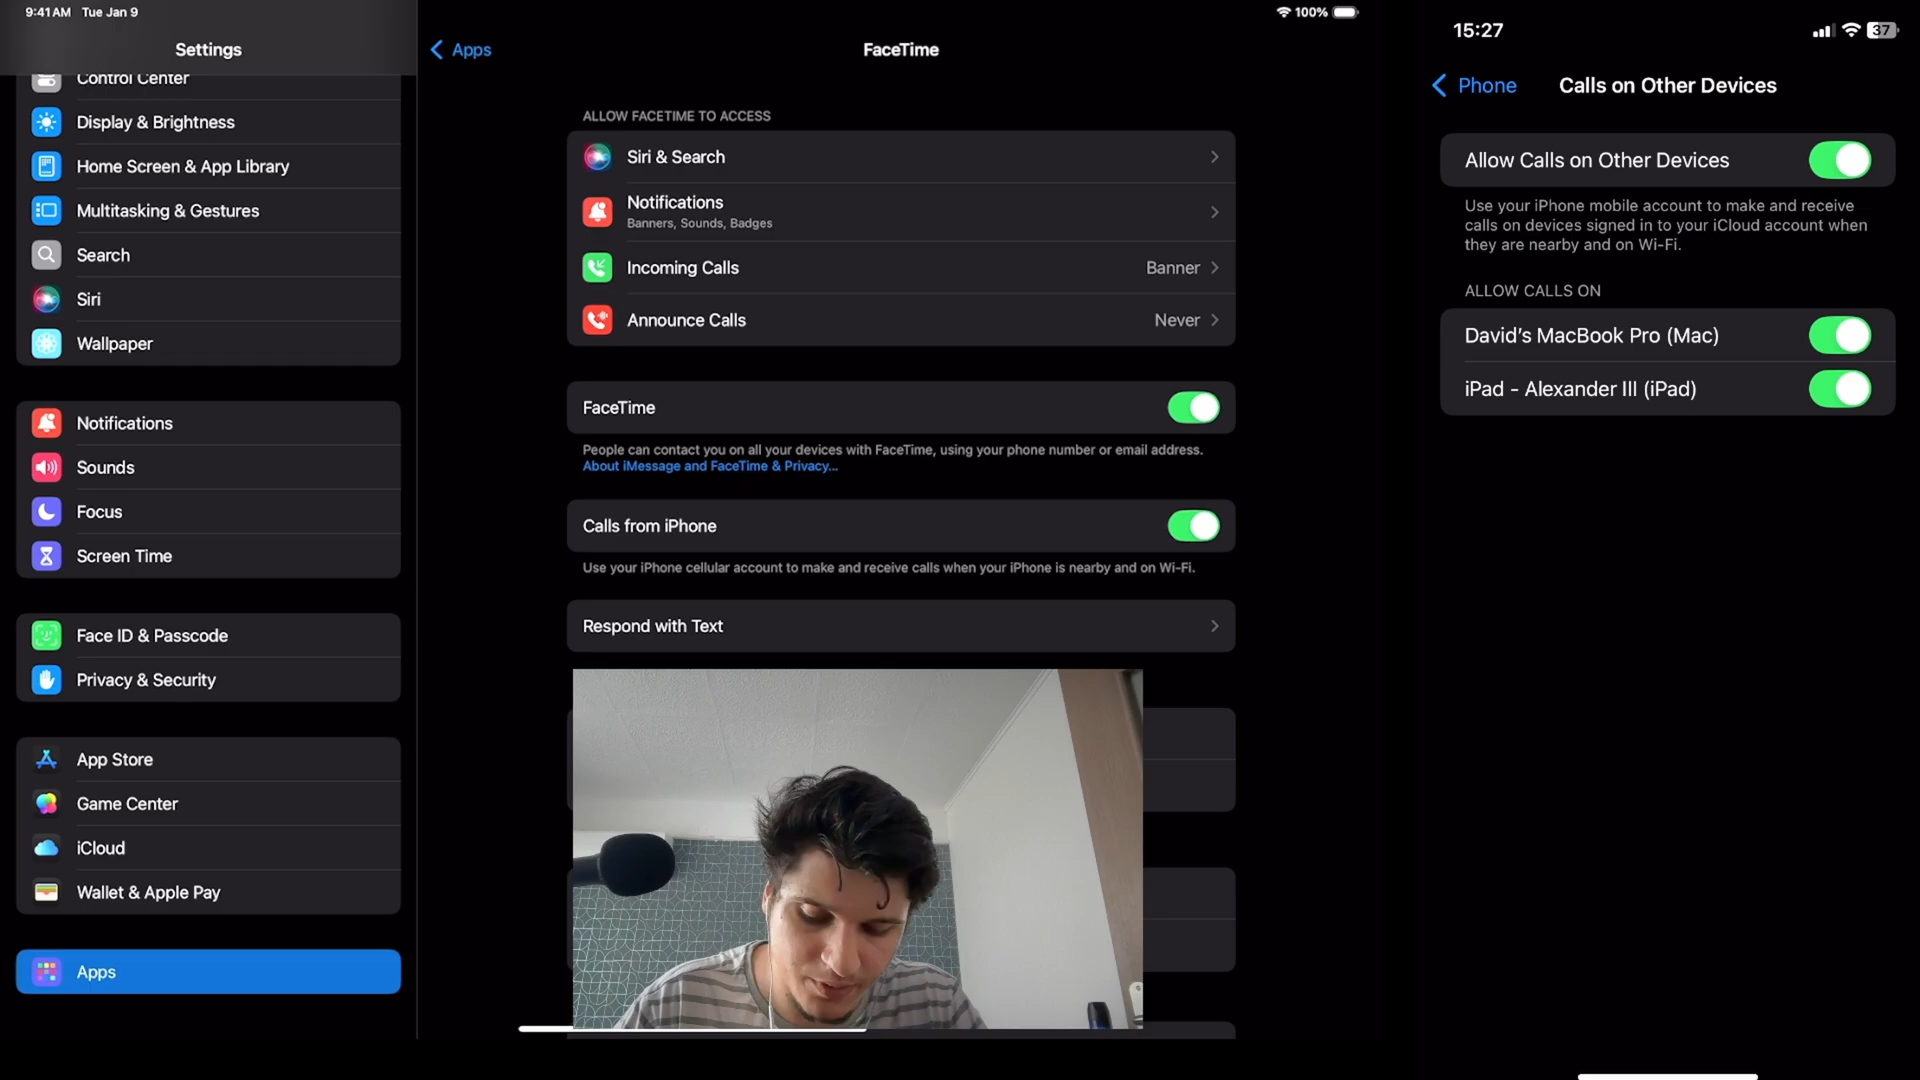 9:41 AM Tue Jan 9
Settings
Control Center
Display & Brightness
Home Screen & App Library
Multitasking & Gestures
Search
Siri
Wallpaper
Notifications
Sounds
Focus
Screen Time
Face ID & Passcode
Privacy & Security
App Store
Game Center
iCloud
Wallet & Apple Pay
Apps
100%
Apps
FaceTime
ALLOW FACETIME TO ACCESS
Siri & Search
Notifications
Banners, Sounds, Badges
Incoming Calls
Banner
Announce Calls
Never
FaceTime
People can contact you on all your devices with FaceTime, using your phone number or email address.
About iMessage and FaceTime & Privacy...
Calls from iPhone
Use your iPhone cellular account to make and receive calls when your iPhone is nearby and on Wi-Fi.
Respond with Text
15:27
37
Phone
Calls on Other Devices
Allow Calls on Other Devices
Use your iPhone mobile account to make and receive
calls on devices signed in to your iCloud account when
they are nearby and on Wi-Fi.
ALLOW CALLS ON
David's MacBook Pro (Mac)
iPad - Alexander III (iPad)